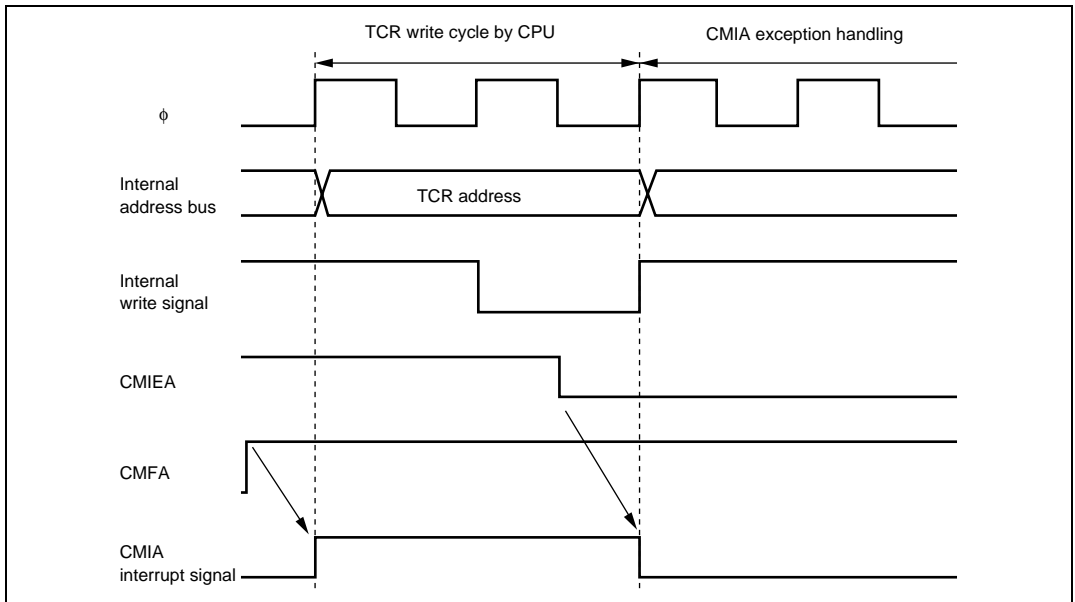 TCR write cycle by CPU
CMIA exception handling
ϕ
Internal
address bus
TCR address
Internal
write signal
CMIEA
CMFA
CMIA
interrupt signal